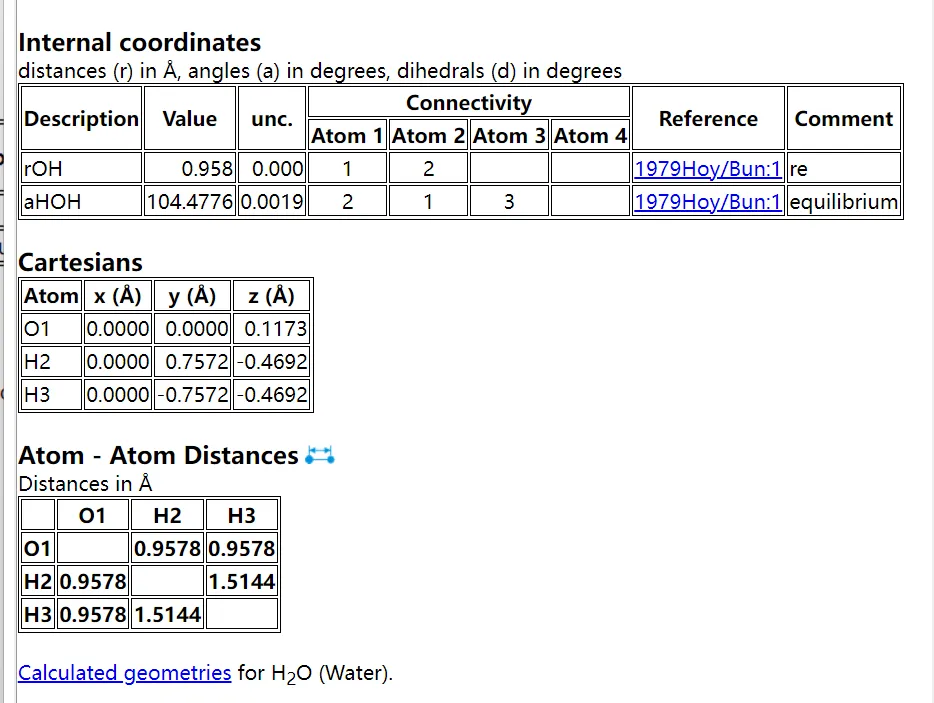 Internal coordinates
distances (r) in Å, angles (a) in degrees, dihedrals (d) in degrees
Description Value unc. Connectivity Reference Comment
Atom 1 Atom 2 Atom 3 Atom 4
rOH 0.958 0.000 1 2 1979Hoy/Bun:1 re
aHOH 104.4776 0.0019 2 1 3 1979Hoy/Bun:1 equilibrium
Cartesians
Atom x (Å) y (Å) z (Å)
O1 0.0000 0.0000 0.1173
H2 0.0000 0.7572 -0.4692
H3 0.0000 -0.7572 -0.4692
Atom - Atom Distances
Distances in Å
O1 H2 H3
O1 0.9578 0.9578
H2 0.9578 1.5144
H3 0.9578 1.5144
Calculated geometries for H₂O (Water).